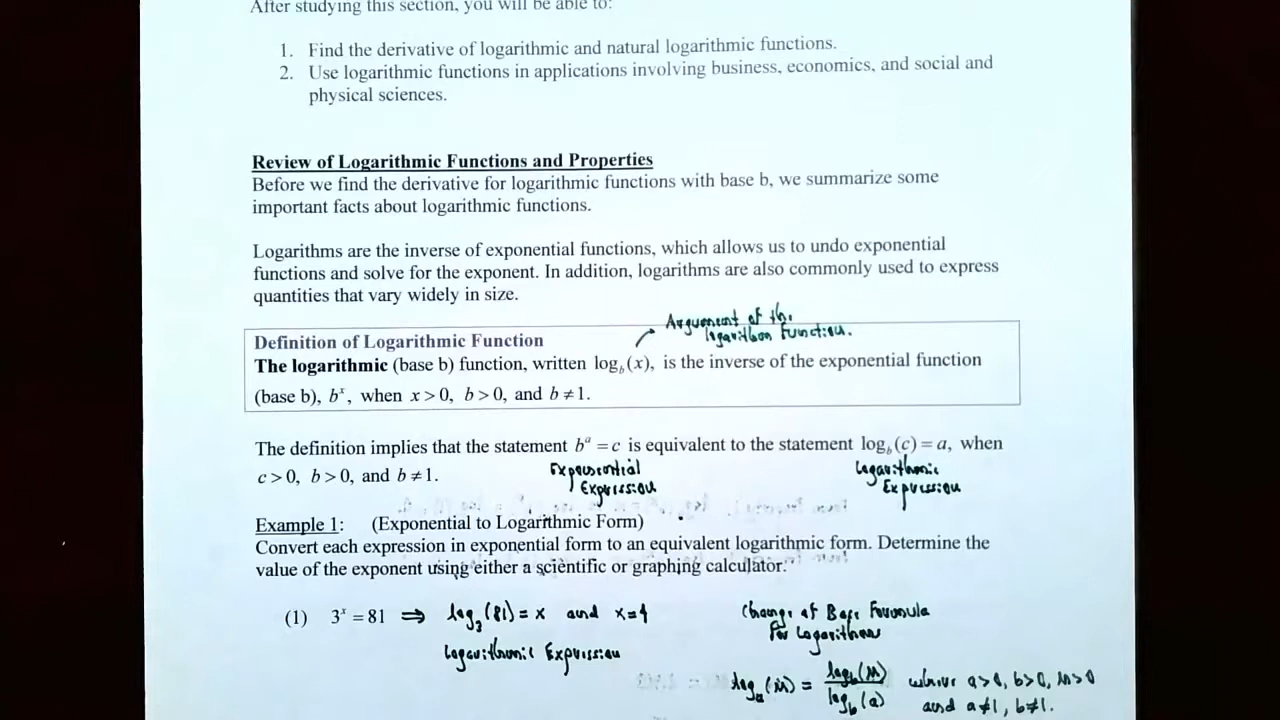 After studying this section, you will be able to:
1. Find the derivative of logarithmic and natural logarithmic functions.
2. Use logarithmic functions in applications involving business, economics, and social and
physical sciences.
Review of Logarithmic Functions and Properties
Before we find the derivative for logarithmic functions with base b, we summarize some
important facts about logarithmic functions.
Logarithms are the inverse of exponential functions, which allows us to undo exponential
functions and solve for the exponent. In addition, logarithms are also commonly used to express
quantities that vary widely in size.
Argument of the
logarithm function.
Definition of Logarithmic Function
The logarithmic (base b) function, written log_b(x), is the inverse of the exponential function
(base b), b^x, when x > 0, b > 0, and b ≠ 1.
The definition implies that the statement b^a = c is equivalent to the statement log_b(c) = a, when
c > 0, b > 0, and b ≠ 1.
Exponential
Expression
Logarithmic
Expression
Example 1: (Exponential to Logarithmic Form)
Convert each expression in exponential form to an equivalent logarithmic form. Determine the
value of the exponent using either a scientific or graphing calculator.
(1) 3^x = 81 ⇒ log_3(81) = x and x = 4
Logarithmic Expression
Change of Base Formula
for Logarithms
log_a(M) = log_b(M) / log_b(a) where a > 0, b > 0, M > 0
and a ≠ 1, b ≠ 1.